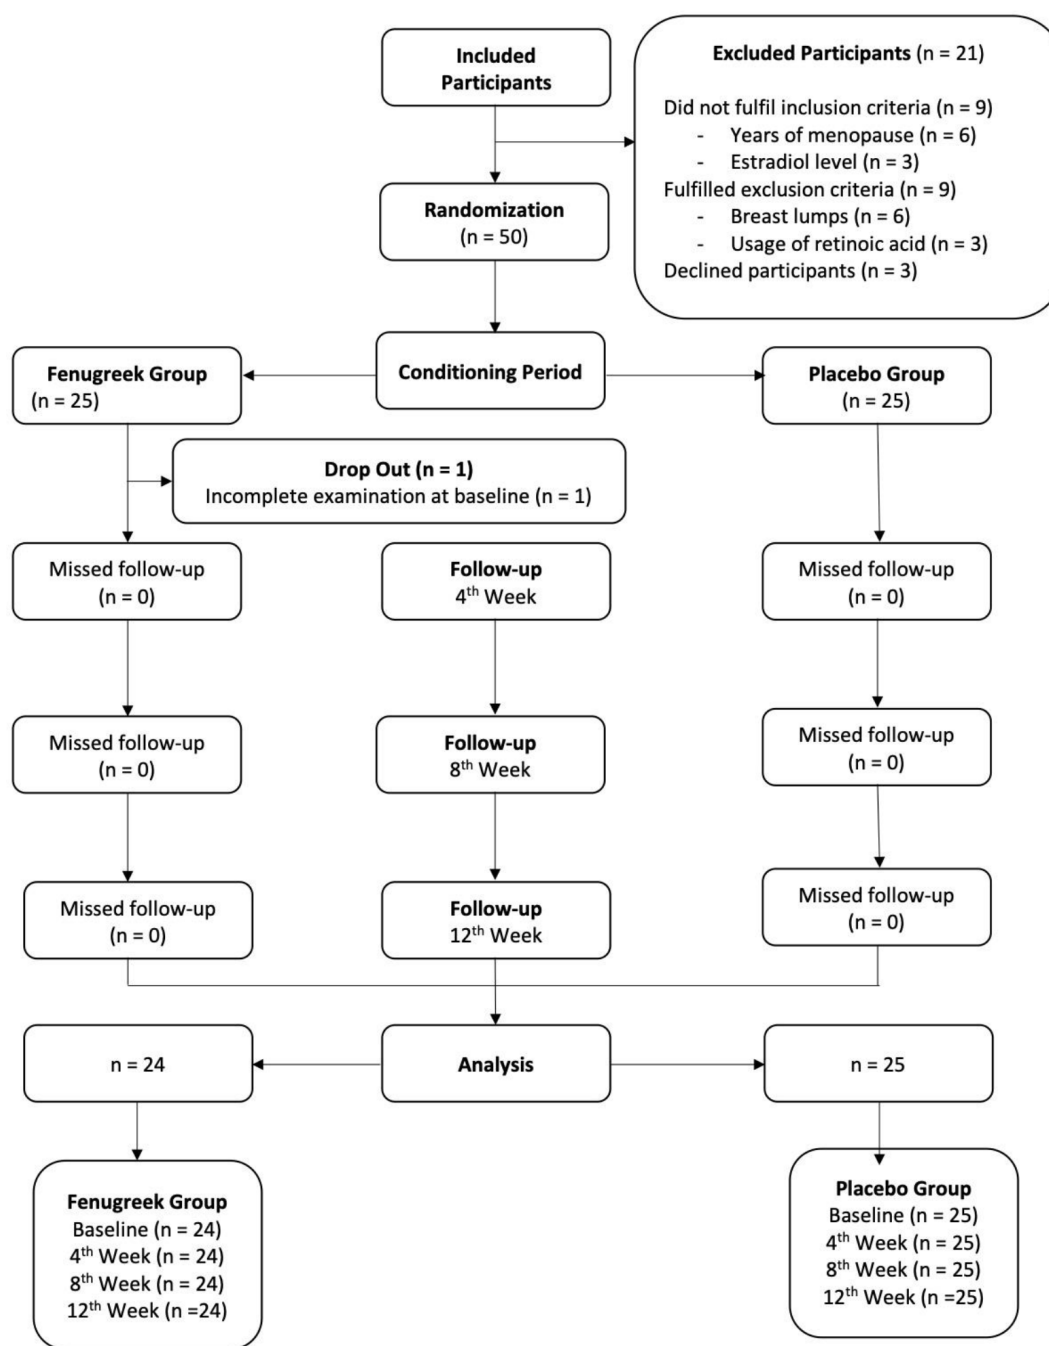 Included
Participants
Excluded Participants (n = 21)
Did not fulfil inclusion criteria (n = 9)
- Years of menopause (n = 6)
- Estradiol level (n = 3)
Fulfilled exclusion criteria (n = 9)
- Breast lumps (n = 6)
- Usage of retinoic acid (n = 3)
Declined participants (n = 3)
Randomization
(n = 50)
Conditioning Period
Fenugreek Group
(n = 25)
Placebo Group
(n = 25)
Drop Out (n = 1)
Incomplete examination at baseline (n = 1)
Missed follow-up
(n = 0)
Follow-up
4th Week
Missed follow-up
(n = 0)
Missed follow-up
(n = 0)
Follow-up
8th Week
Missed follow-up
(n = 0)
Missed follow-up
(n = 0)
Follow-up
12th Week
Missed follow-up
(n = 0)
n = 24
Analysis
n = 25
Fenugreek Group
Baseline (n = 24)
4th Week (n = 24)
8th Week (n = 24)
12th Week (n =24)
Placebo Group
Baseline (n = 25)
4th Week (n = 25)
8th Week (n = 25)
12th Week (n =25)